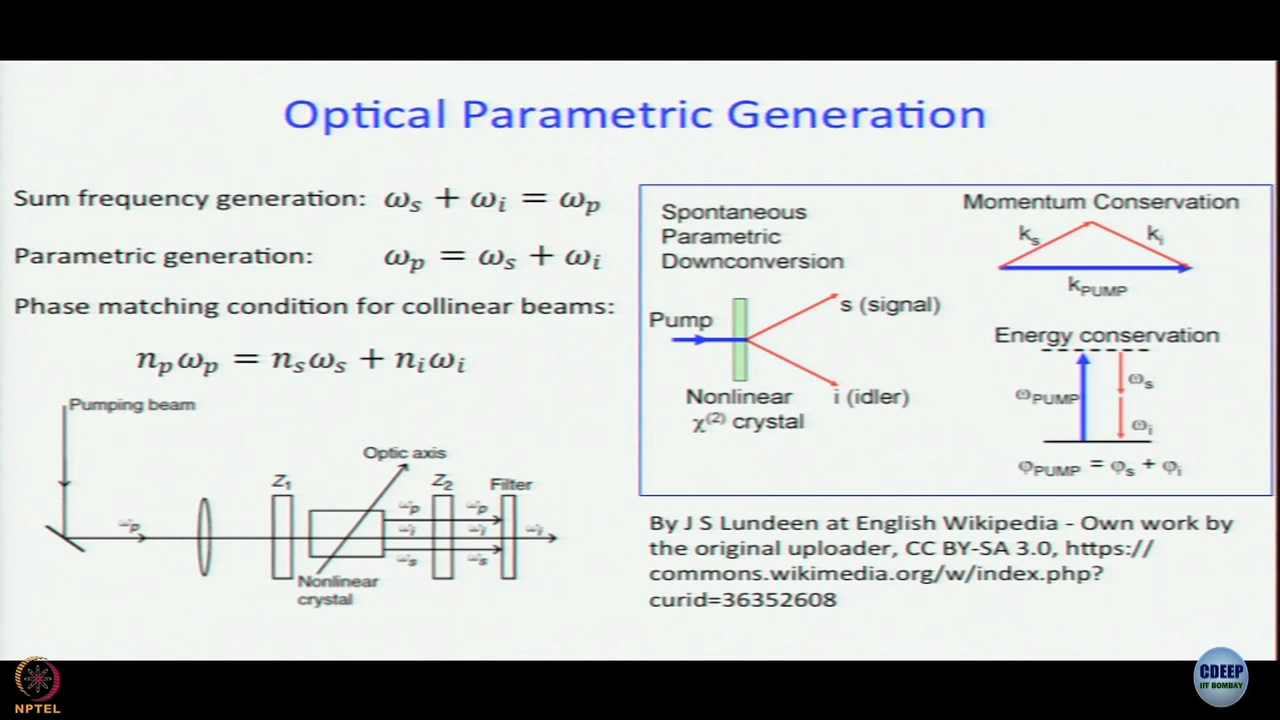 Optical Parametric Generation
Sum frequency generation: ωs + ωi = ωp
Parametric generation: ωp = ωs + ωi
Phase matching condition for collinear beams:
npωp = nsωs + niωi
Pumping beam
ωp
Z1
Optic axis
Z2
Filter
ωp
ωi
ωs
ωp
ωi
ωs
ωi
Nonlinear
crystal
Spontaneous
Parametric
Downconversion
Pump
s (signal)
i (idler)
Nonlinear
χ(2) crystal
Momentum Conservation
ks
ki
kPUMP
Energy conservation
ωPUMP
ωs
ωi
φPUMP = φs + φi
By J S Lundeen at English Wikipedia - Own work by
the original uploader, CC BY-SA 3.0, https://
commons.wikimedia.org/w/index.php?
curid=36352608
NPTEL
CDEEP
IIT BOMBAY